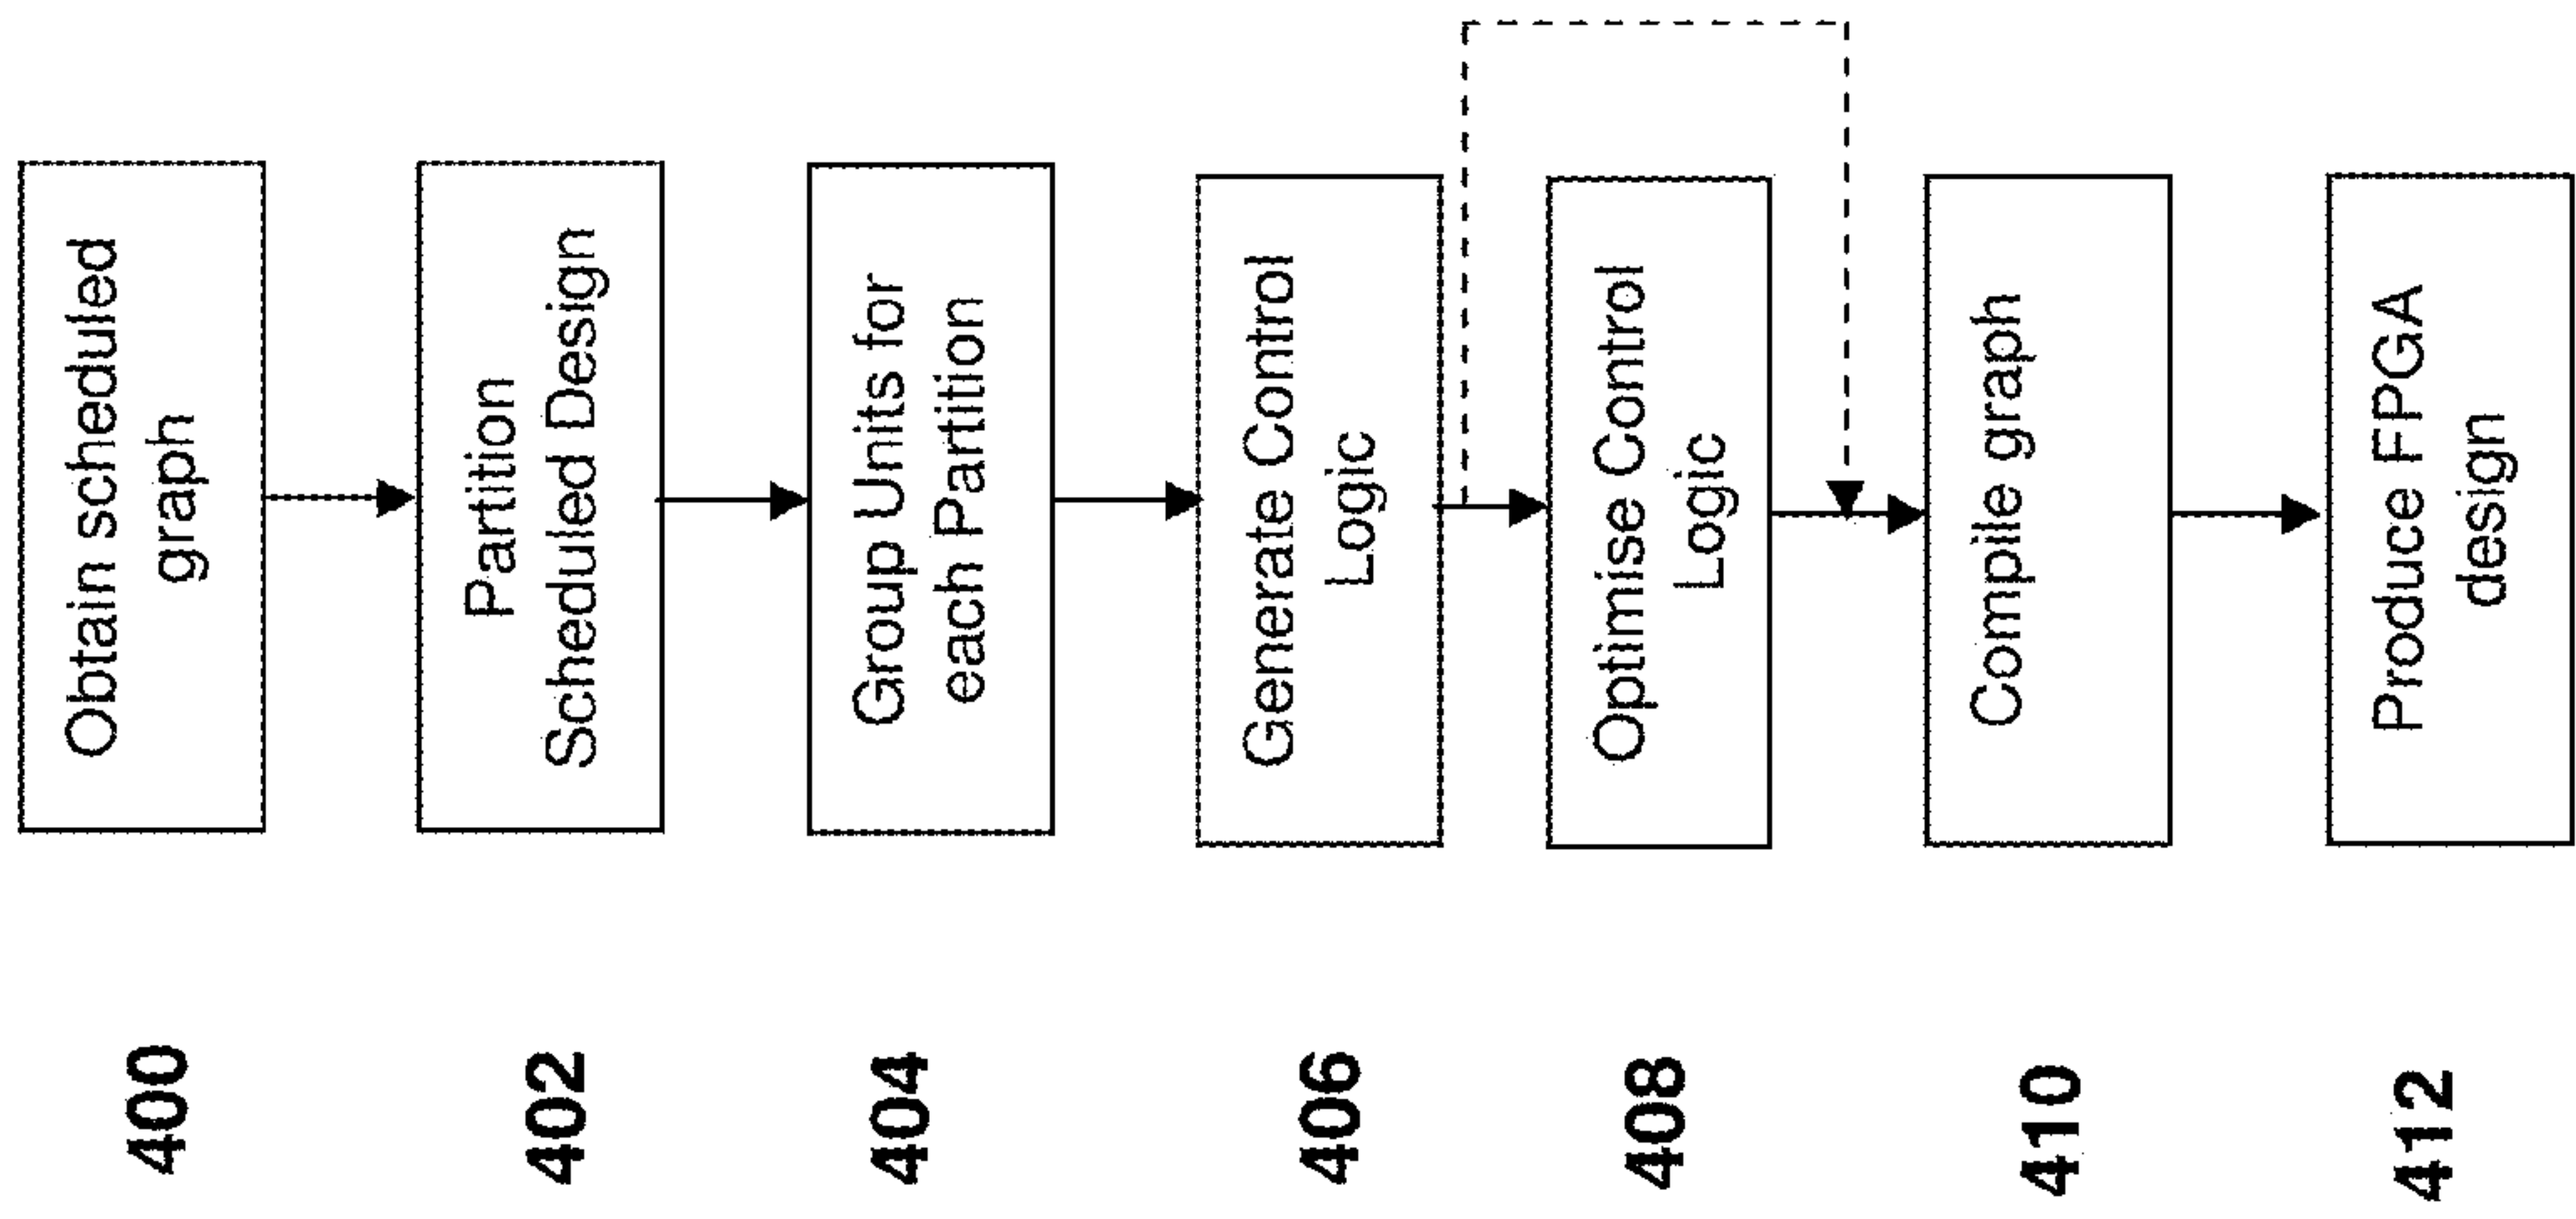 400
Obtain scheduled
graph
402
Partition
Scheduled Design
404
Group Units for
each Partition
406
Generate Control
Logic
408
Optimise Control
Logic
410
Compile graph
412
Produce FPGA
design